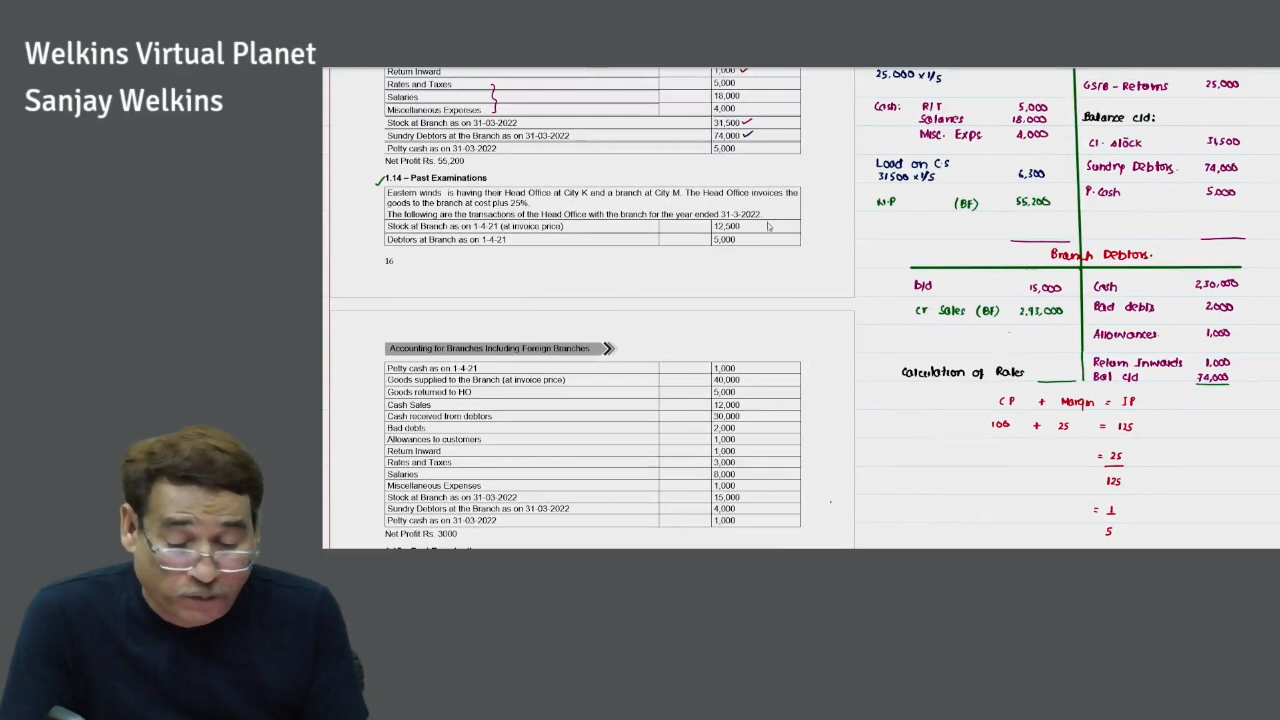 Welkins Virtual Planet
Sanjay Welkins
Return Inward 1,000
Rates and Taxes 5,000
Salaries 18,000
Miscellaneous Expenses 4,000
Stock at Branch as on 31-03-2022 31,500
Sundry Debtors at the Branch as on 31-03-2022 74,000
Petty cash as on 31-03-2022 5,000
Net Profit Rs. 55,200
1.14 – Past Examinations
Eastern winds is having their Head Office at City K and a branch at City M. The Head Office invoices the
goods to the branch at cost plus 25%.
The following are the transactions of the Head Office with the branch for the year ended 31-3-2022.
Stock at Branch as on 1-4-21 (at invoice price) 12,500
Debtors at Branch as on 1-4-21 5,000
16
Accounting for Branches Including Foreign Branches
Petty cash as on 1-4-21 1,000
Goods supplied to the Branch (at invoice price) 40,000
Goods returned to HO 5,000
Cash Sales 12,000
Cash received from debtors 30,000
Bad debts 2,000
Allowances to customers 1,000
Return Inward 1,000
Rates and Taxes 3,000
Salaries 8,000
Miscellaneous Expenses 1,000
Stock at Branch as on 31-03-2022 15,000
Sundry Debtors at Branch as on 31-03-2022 4,000
Petty cash as on 31-03-2022 1,000
Net Profit Rs. 3000
25,000 x 1/5
GSTB - Returns 25,000
Cash: R/T 5,000
Salaries 18,000
Misc. Exps 4,000
Balance c/d:
Cl. stock 31,500
Load on CS
31500 x 1/5 6,300
Sundry Debtors. 74,000
N.P (BF) 55,200
P. Cash 5,000
Branch Debtors.
b/d 15,000
Cash 2,30,000
Cr Sales (BF) 2,93,000
Bad debts 2,000
Allowances 1,000
Return Inwards 1,000
Bal c/d 74,000
Calculation of Rates
CP + Margin = IP
100 + 25 = 125
= 25
125
= 1
5